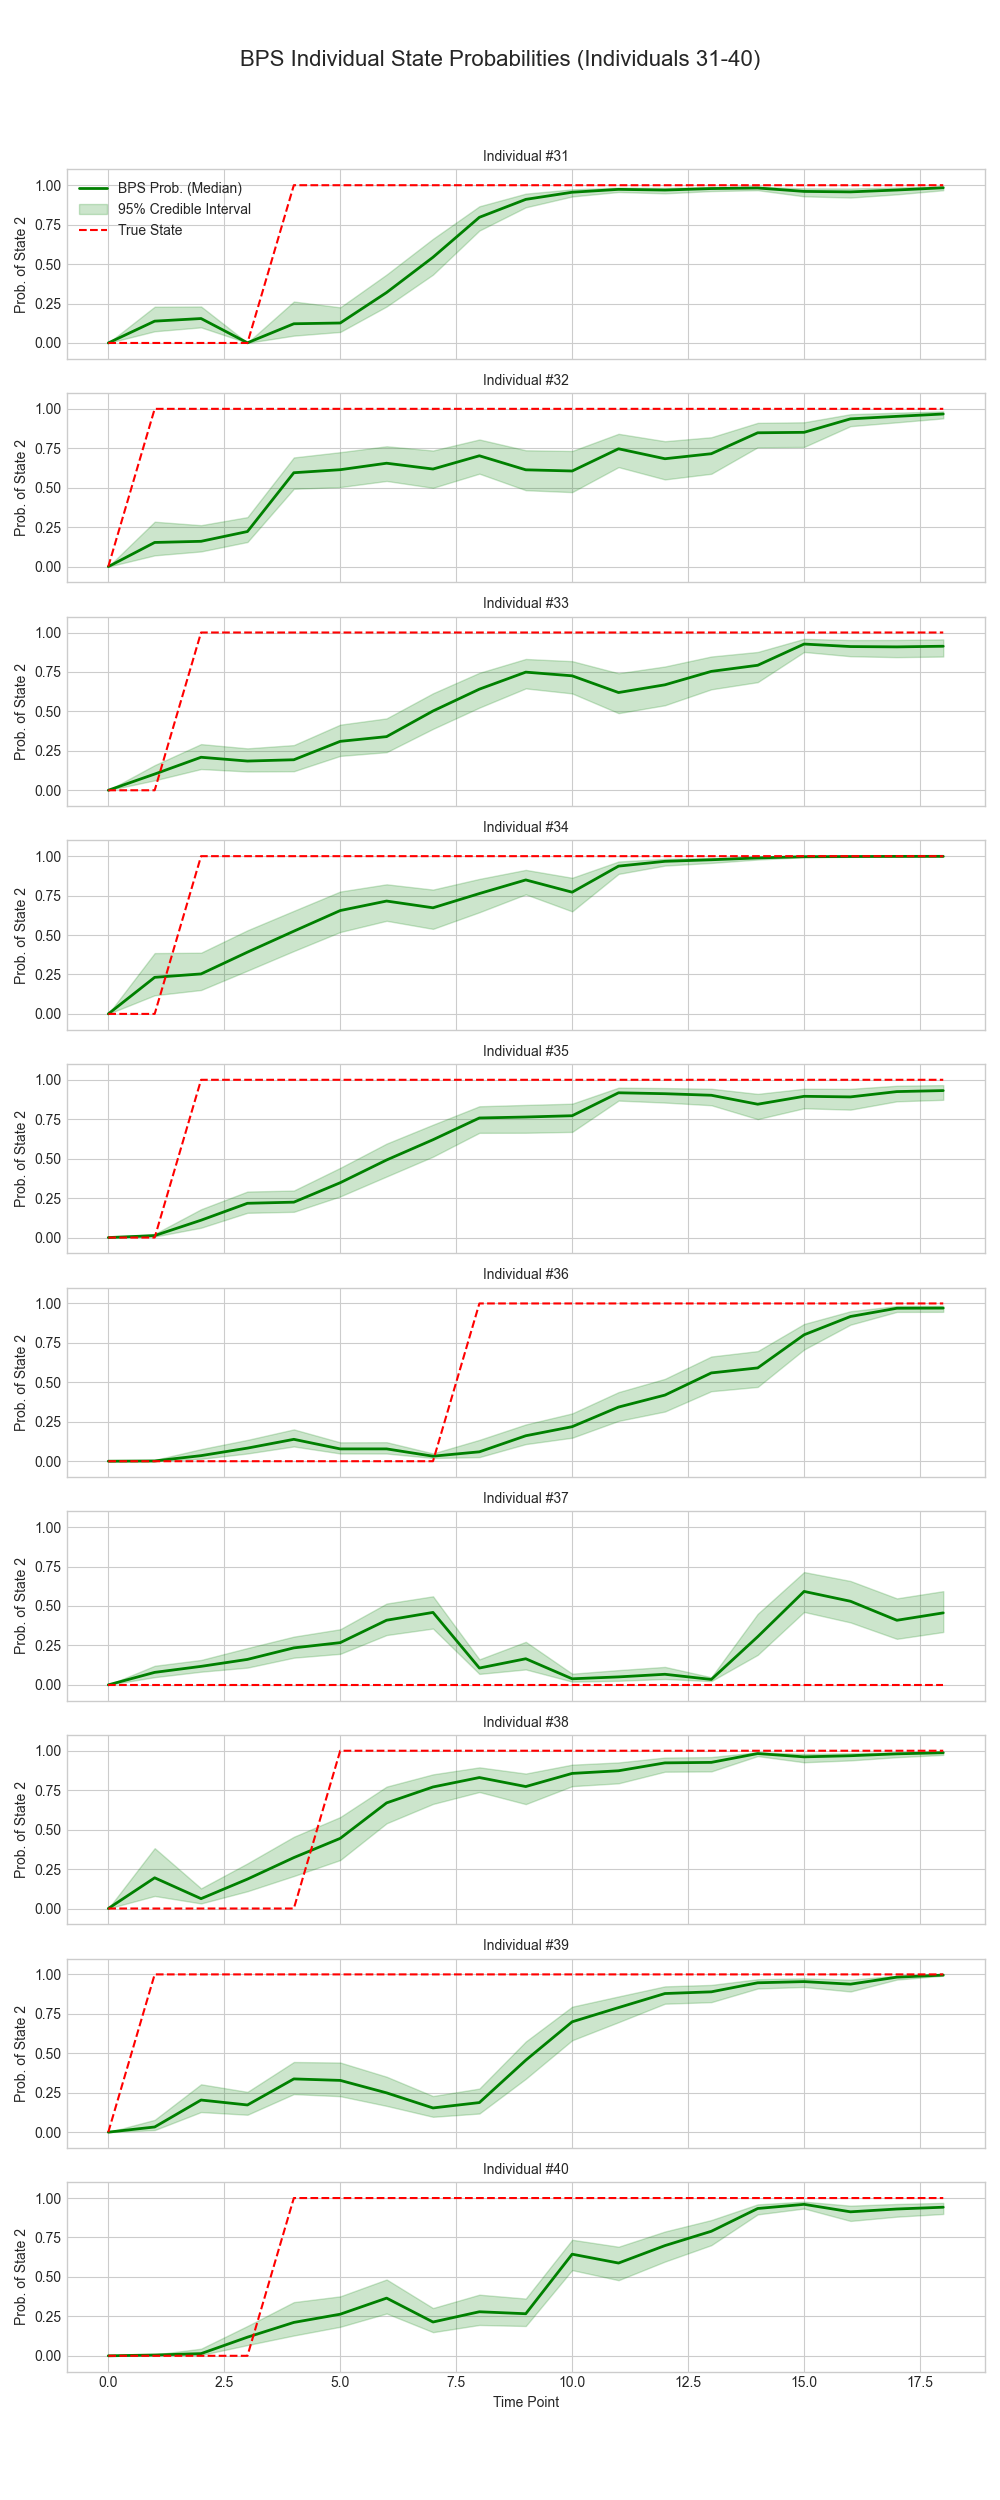 BPS Individual State Probabilities (Individuals 31-40)
Individual #31
Prob. of State 2
1.00
0.75
0.50
0.25
0.00
BPS Prob. (Median)
95% Credible Interval
True State
Individual #32
Prob. of State 2
1.00
0.75
0.50
0.25
0.00
Individual #33
Prob. of State 2
1.00
0.75
0.50
0.25
0.00
Individual #34
Prob. of State 2
1.00
0.75
0.50
0.25
0.00
Individual #35
Prob. of State 2
1.00
0.75
0.50
0.25
0.00
Individual #36
Prob. of State 2
1.00
0.75
0.50
0.25
0.00
Individual #37
Prob. of State 2
1.00
0.75
0.50
0.25
0.00
Individual #38
Prob. of State 2
1.00
0.75
0.50
0.25
0.00
Individual #39
Prob. of State 2
1.00
0.75
0.50
0.25
0.00
Individual #40
Prob. of State 2
1.00
0.75
0.50
0.25
0.00
0.0 2.5 5.0 7.5 10.0 12.5 15.0 17.5
Time Point